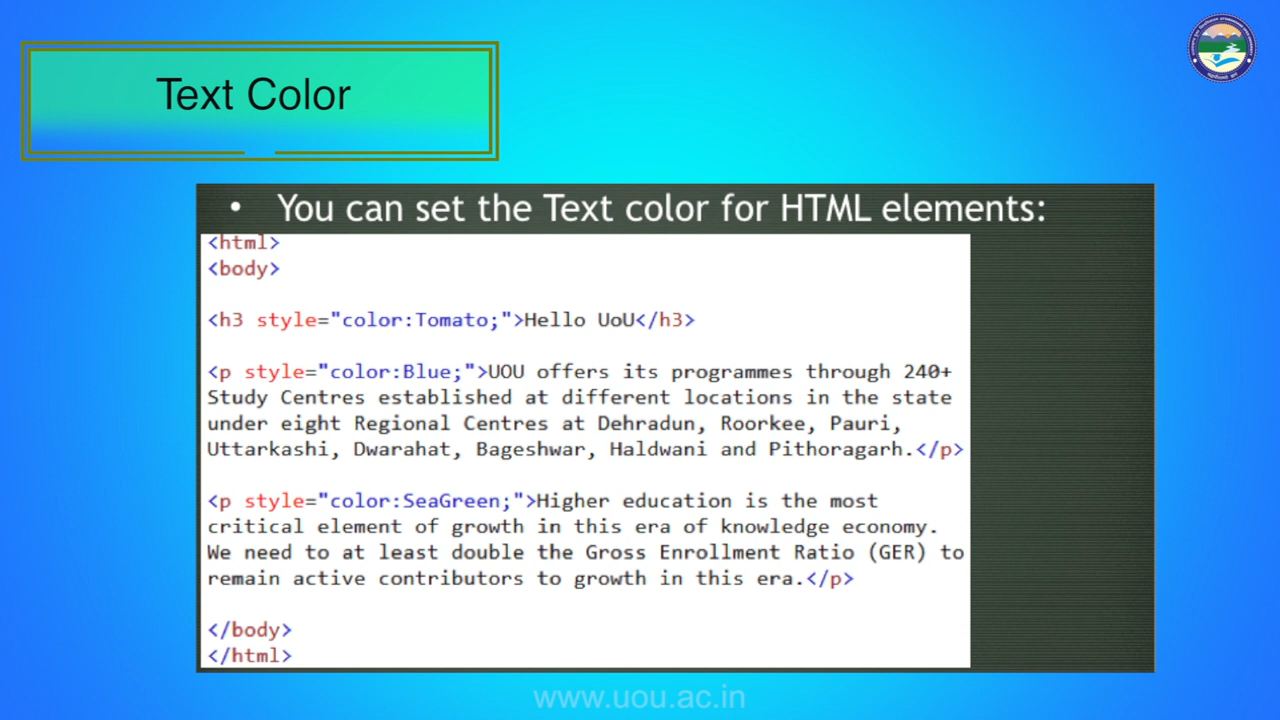 Text Color
• You can set the Text color for HTML elements:
<html>
<body>
<h3 style="color:Tomato;">Hello UoU</h3>
<p style="color:Blue;">UOU offers its programmes through 240+
Study Centres established at different locations in the state
under eight Regional Centres at Dehradun, Roorkee, Pauri,
Uttarkashi, Dwarahat, Bageshwar, Haldwani and Pithoragarh.</p>
<p style="color:SeaGreen;">Higher education is the most
critical element of growth in this era of knowledge economy.
We need to at least double the Gross Enrollment Ratio (GER) to
remain active contributors to growth in this era.</p>
</body>
</html>
www.uou.ac.in